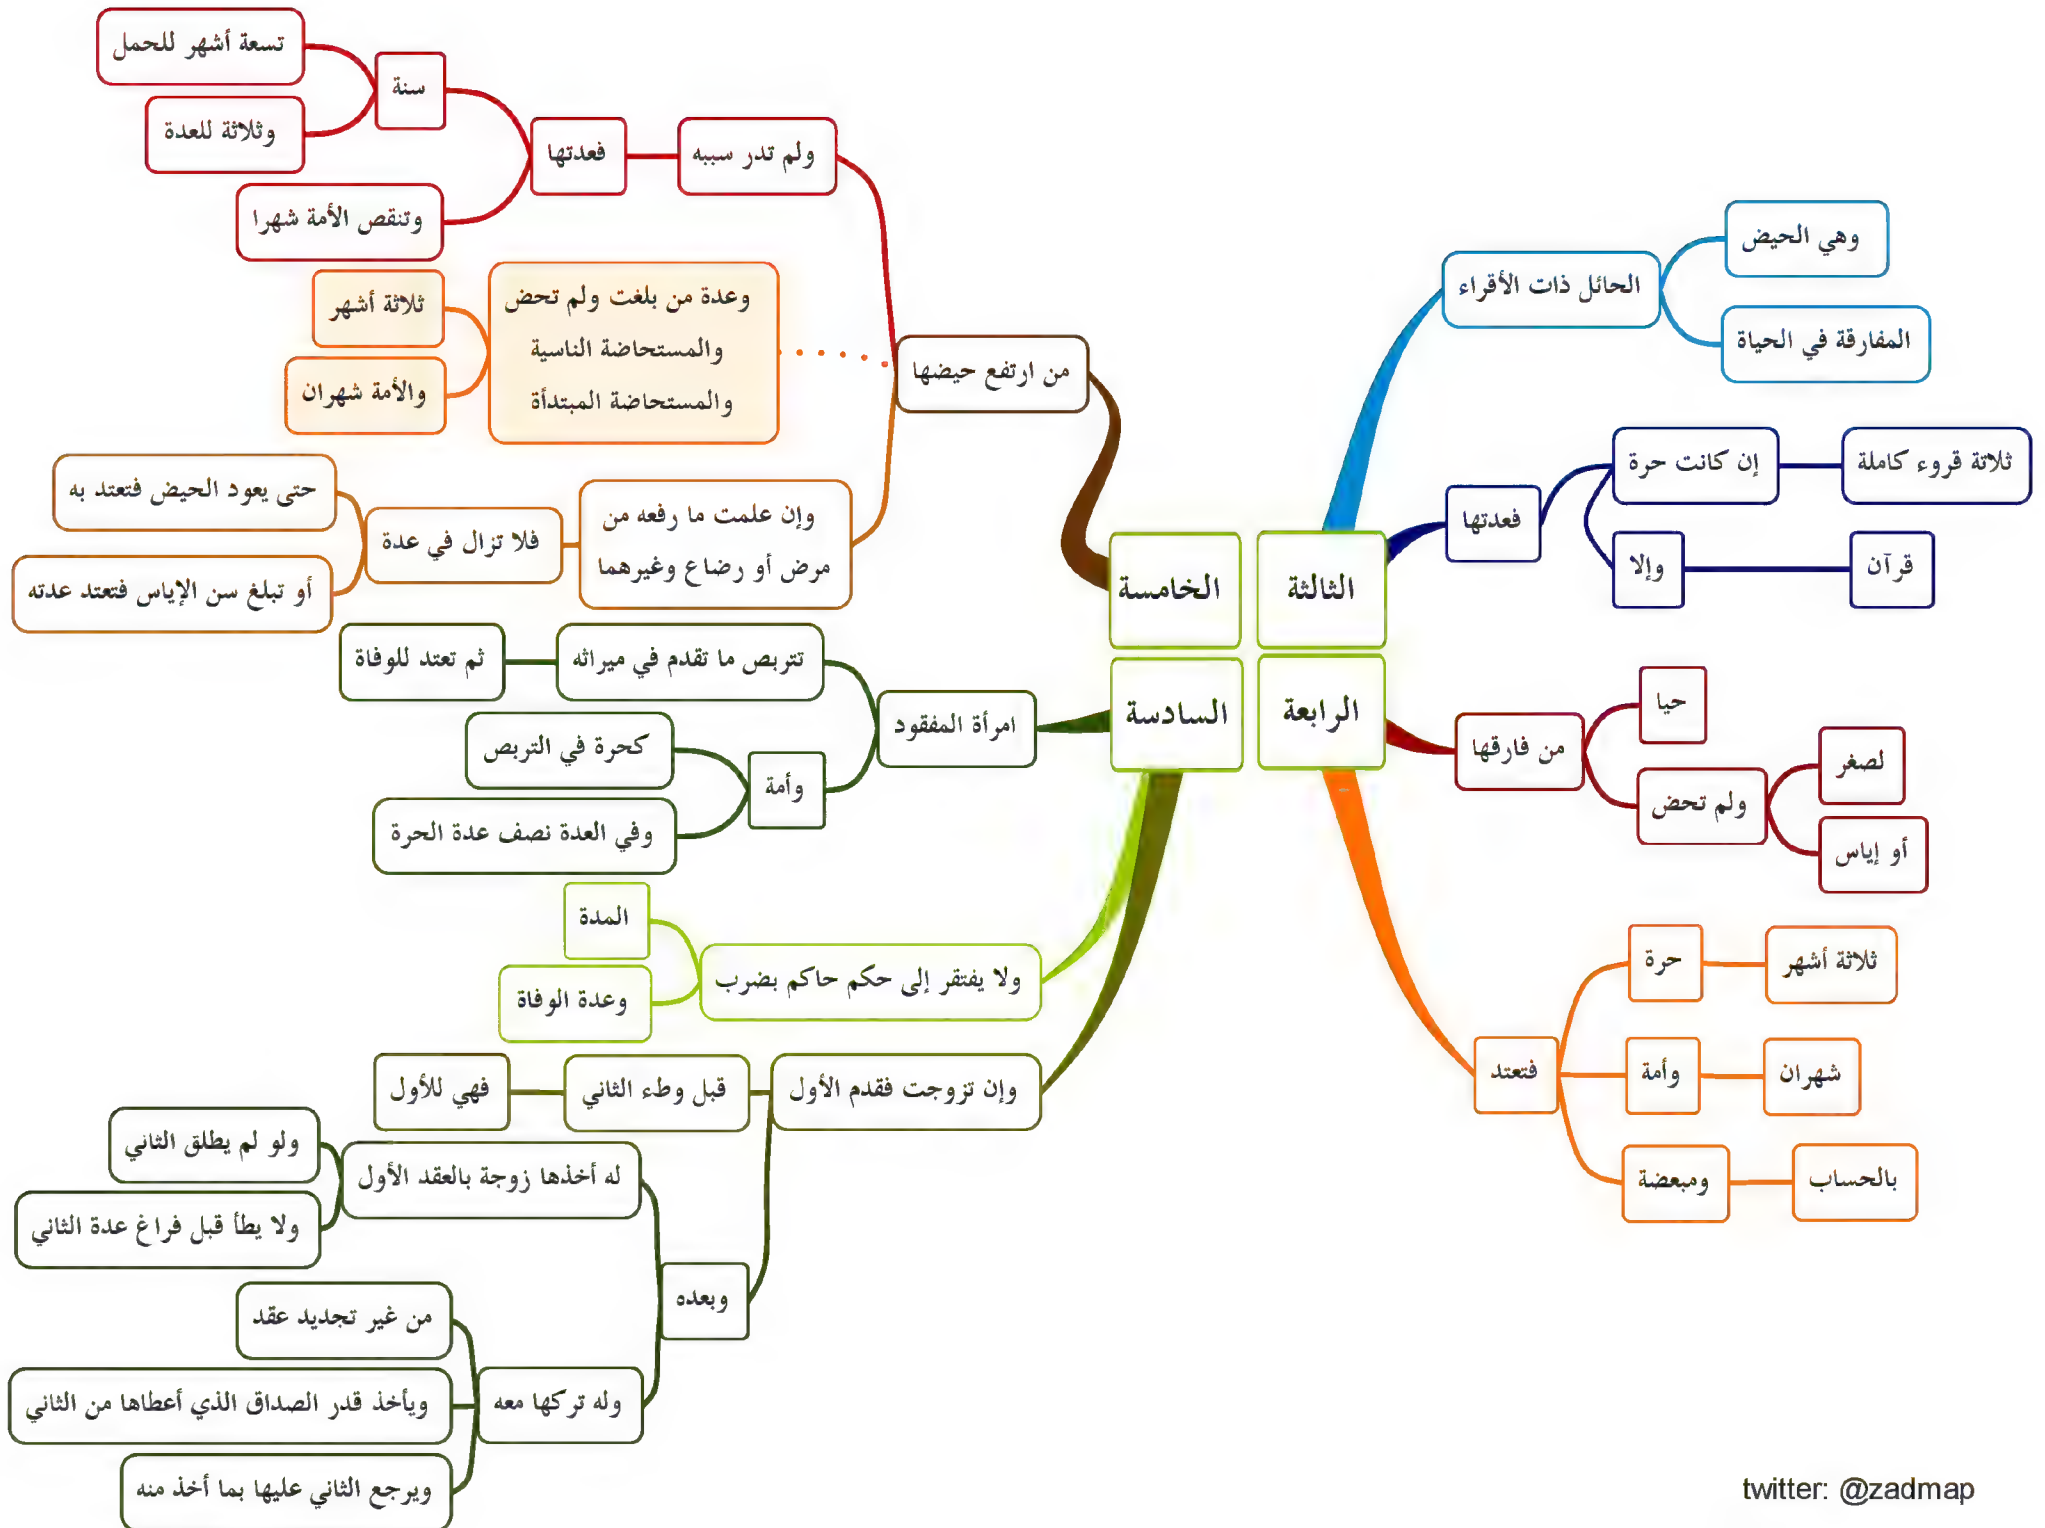 الثالثة
الحائل ذات الأقراء
وهي الحيض
المفارقة في الحياة
فعدتها
إن كانت حرة
ثلاتة قروء كاملة
وإلا
قرآن
الرابعة
من فارقها
حيا
ولم تحض
لصغر
أو إياس
فتعتد
حرة
ثلاثة أشهر
وأمة
شهران
ومبعضة
بالحساب
الخامسة
من ارتفع حيضها
ولم تدر سببه
فعدتها
سنة
تسعة أشهر للحمل
وثلاثة للعدة
وتنقص الأمة شهرا
وعدة من بلغت ولم تحض
والمستحاضة الناسية
والمستحاضة المبتدأة
ثلاثة أشهر
والأمة شهران
وإن علمت ما رفعه من
مرض أو رضاع وغيرهما
فلا تزال في عدة
حتى يعود الحيض فتعتد به
أو تبلغ سن الإياس فتعتد عدته
السادسة
امرأة المفقود
تتربص ما تقدم في ميراثه
ثم تعتد للوفاة
وأمة
كحرة في التربص
وفي العدة نصف عدة الحرة
ولا يفتقر إلى حكم حاكم بضرب
المدة
وعدة الوفاة
وإن تزوجت فقدم الأول
قبل وطء الثاني
فهي للأول
وبعده
له أخذها زوجة بالعقد الأول
ولو لم يطلق الثاني
ولا يطأ قبل فراغ عدة الثاني
وله تركها معه
من غير تجديد عقد
ويأخذ قدر الصداق الذي أعطاها من الثاني
ويرجع الثاني عليها بما أخذ منه
twitter: @zadmap